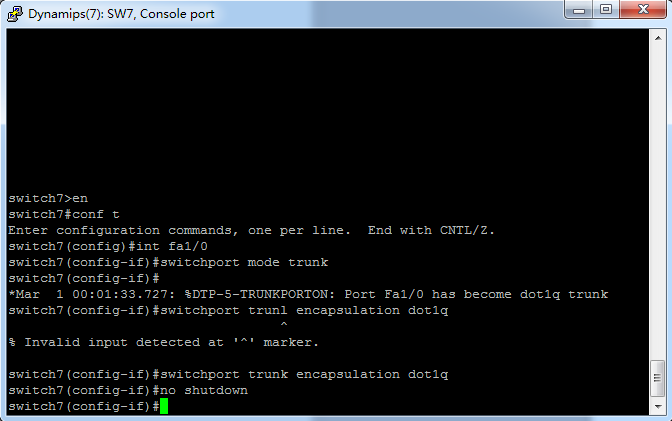 Dynamips(7): SW7, Console port
switch7>en
switch7#conf t
Enter configuration commands, one per line.  End with CNTL/Z.
switch7(config)#int fa1/0
switch7(config-if)#switchport mode trunk
switch7(config-if)#
*Mar  1 00:01:33.727: %DTP-5-TRUNKPORTON: Port Fa1/0 has become dot1q trunk
switch7(config-if)#switchport trunl encapsulation dot1q
^
% Invalid input detected at '^' marker.
switch7(config-if)#switchport trunk encapsulation dot1q
switch7(config-if)#no shutdown
switch7(config-if)#